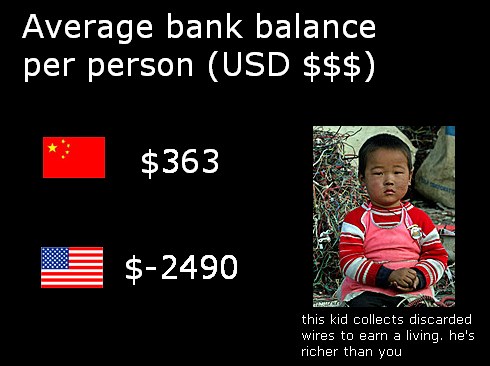 Average bank balance
per person (USD $$$)
$363
$-2490
this kid collects discarded
wires to earn a living. he's
richer than you